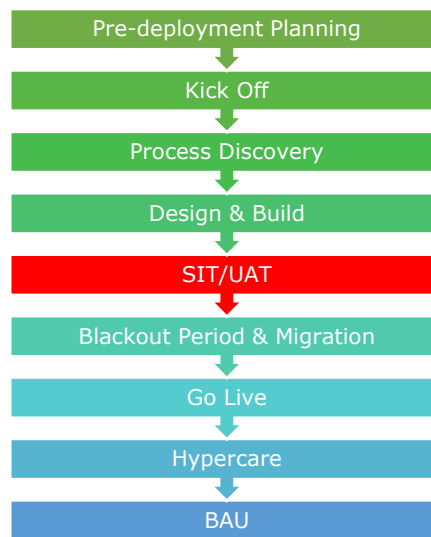 Pre-deployment Planning
Kick Off
Process Discovery
Design & Build
SIT/UAT
Blackout Period & Migration
Go Live
Hypercare
BAU